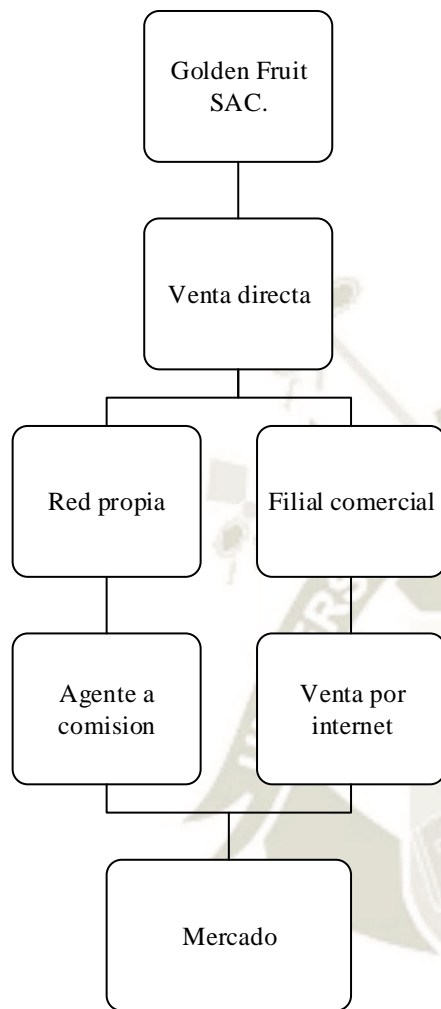 Golden Fruit
SAC.
Venta directa
Red propia
Filial comercial
Agente a
comision
Venta por
internet
Mercado